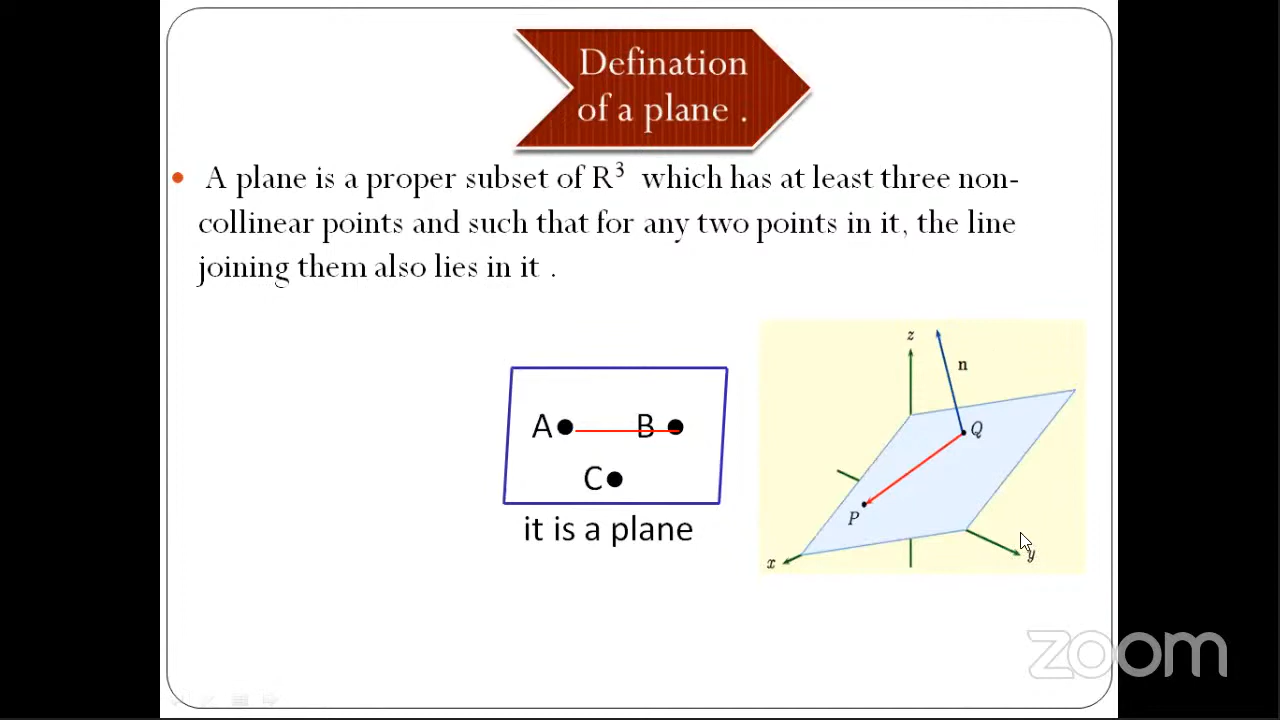 Defination
of a plane .
A plane is a proper subset of R³ which has at least three non-
collinear points and such that for any two points in it, the line
joining them also lies in it .
A B
C
it is a plane
z
n
Q
P
x
y
zoom